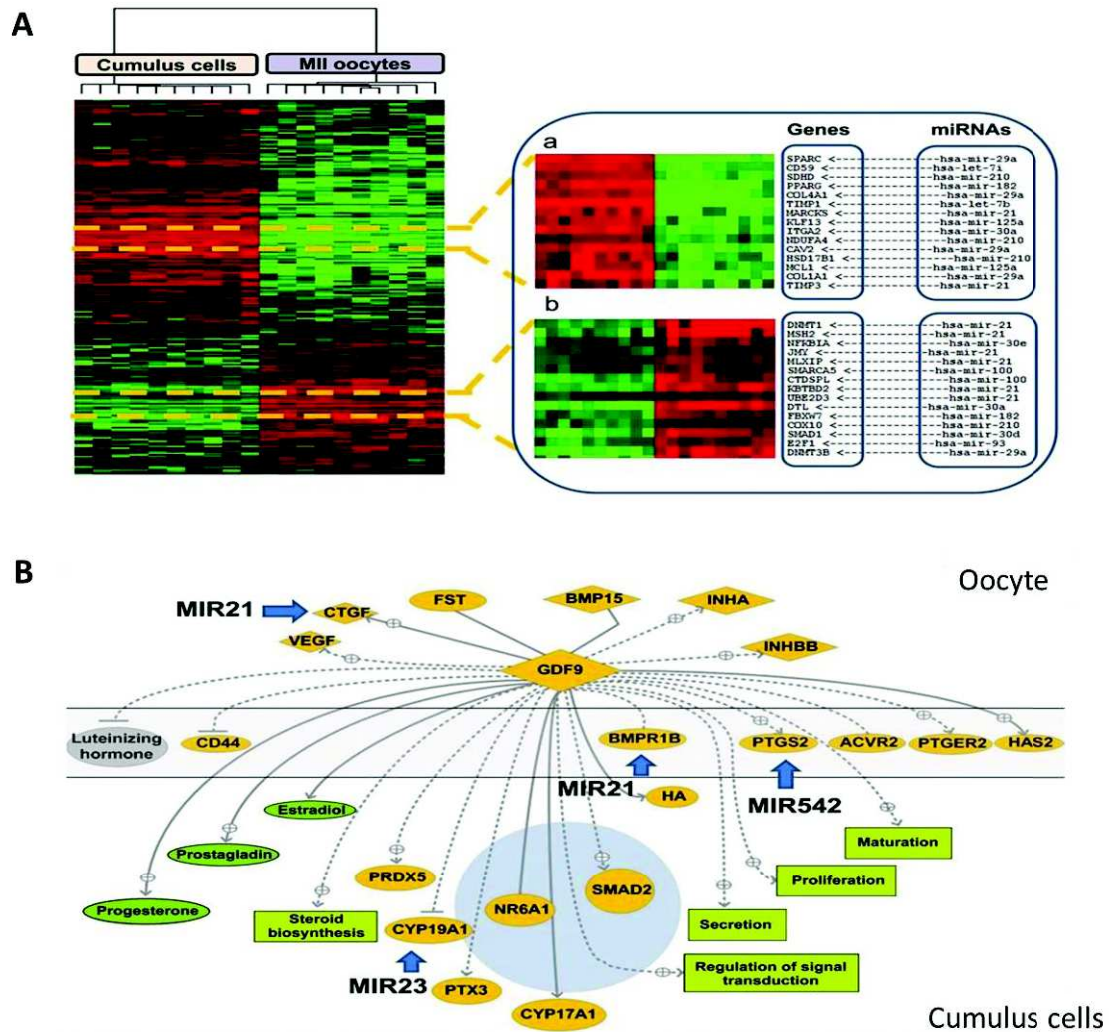 A
Cumulus cells MII oocytes
Genes miRNAs
a
SPARC <----------hsa-mir-29a
CD59 <----------hsa-let-7i
SDHD <----------hsa-mir-210
PPARG <----------hsa-mir-182
COL4A1 <----------hsa-mir-29a
TIMP1 <----------hsa-let-7b
MARCKS <----------hsa-mir-21
KLF13 <----------hsa-mir-125a
ITGA2 <----------hsa-mir-30a
NDUFA4 <----------hsa-mir-210
CAV2 <----------hsa-mir-29a
HSD17B1 <----------hsa-mir-210
MCL1 <----------hsa-mir-125a
COL1A1 <----------hsa-mir-29a
TIMP3 <----------hsa-mir-21
b
DNMT1 <----------hsa-mir-21
MSH2 <----------hsa-mir-21
NFKBIA <----------hsa-mir-30e
JMY <----------hsa-mir-21
MLXIP <----------hsa-mir-21
SMARCA5 <----------hsa-mir-100
CTDSPL <----------hsa-mir-100
KBTBD2 <----------hsa-mir-21
UBE2D3 <----------hsa-mir-21
DTL <----------hsa-mir-30a
FBXW7 <----------hsa-mir-182
COX10 <----------hsa-mir-210
SMAD1 <----------hsa-mir-30d
E2F1 <----------hsa-mir-93
DNMT3B <----------hsa-mir-29a
B
Oocyte
MIR21 CTGF FST BMP15 INHA
VEGF INHBB
GDF9
Luteinizing
hormone
CD44 BMPR1B PTGS2 ACVR2 PTGER2 HAS2
MIR21 HA MIR542
Estradiol
Prostagladin
Maturation
PRDX5
Proliferation
SMAD2
Progesterone
NR6A1
Steroid
biosynthesis
CYP19A1
Secretion
MIR23
PTX3
Regulation of signal
transduction
CYP17A1
Cumulus cells